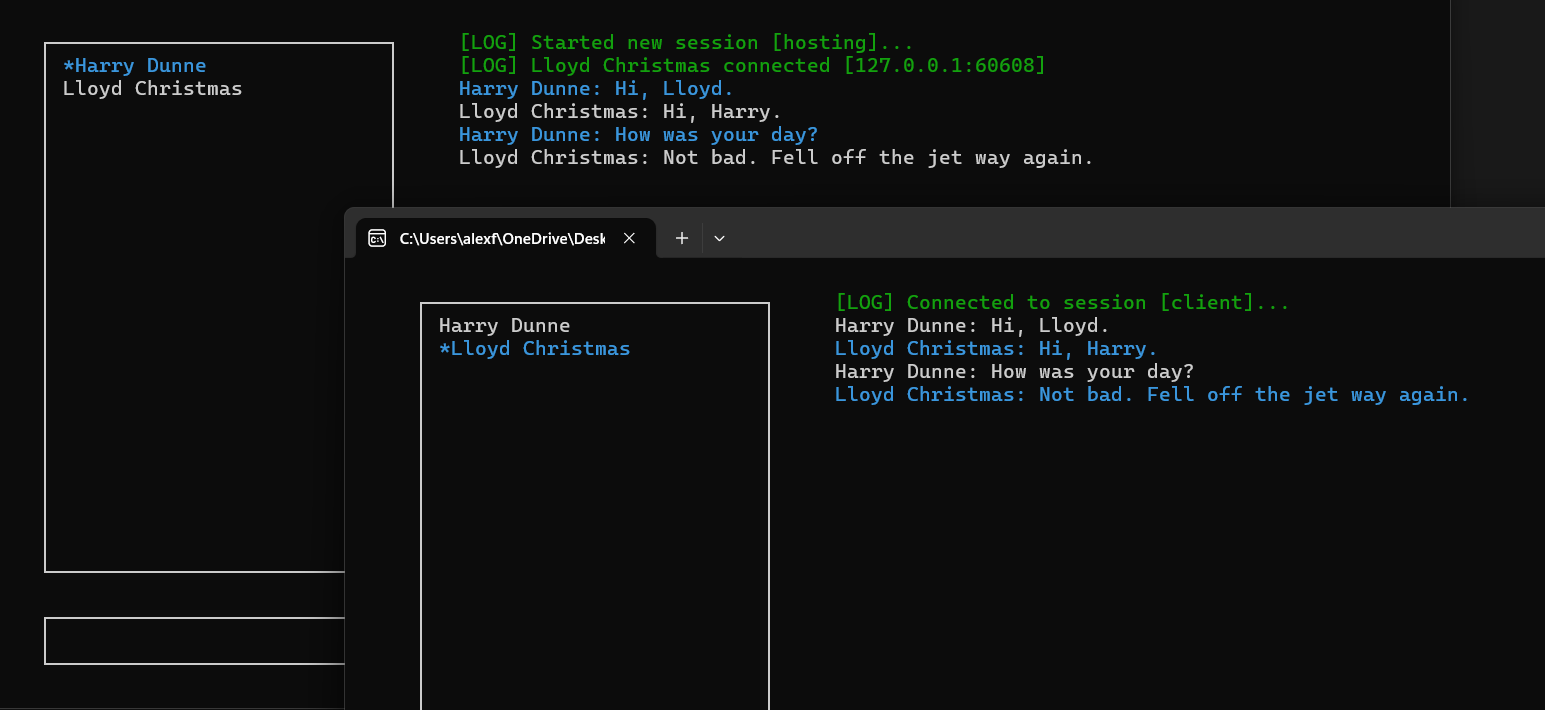 *Harry Dunne
Lloyd Christmas
[LOG] Started new session [hosting]...
[LOG] Lloyd Christmas connected [127.0.0.1:60608]
Harry Dunne: Hi, Lloyd.
Lloyd Christmas: Hi, Harry.
Harry Dunne: How was your day?
Lloyd Christmas: Not bad. Fell off the jet way again.
C:\Users\alexf\OneDrive\Desk
Harry Dunne
*Lloyd Christmas
[LOG] Connected to session [client]...
Harry Dunne: Hi, Lloyd.
Lloyd Christmas: Hi, Harry.
Harry Dunne: How was your day?
Lloyd Christmas: Not bad. Fell off the jet way again.